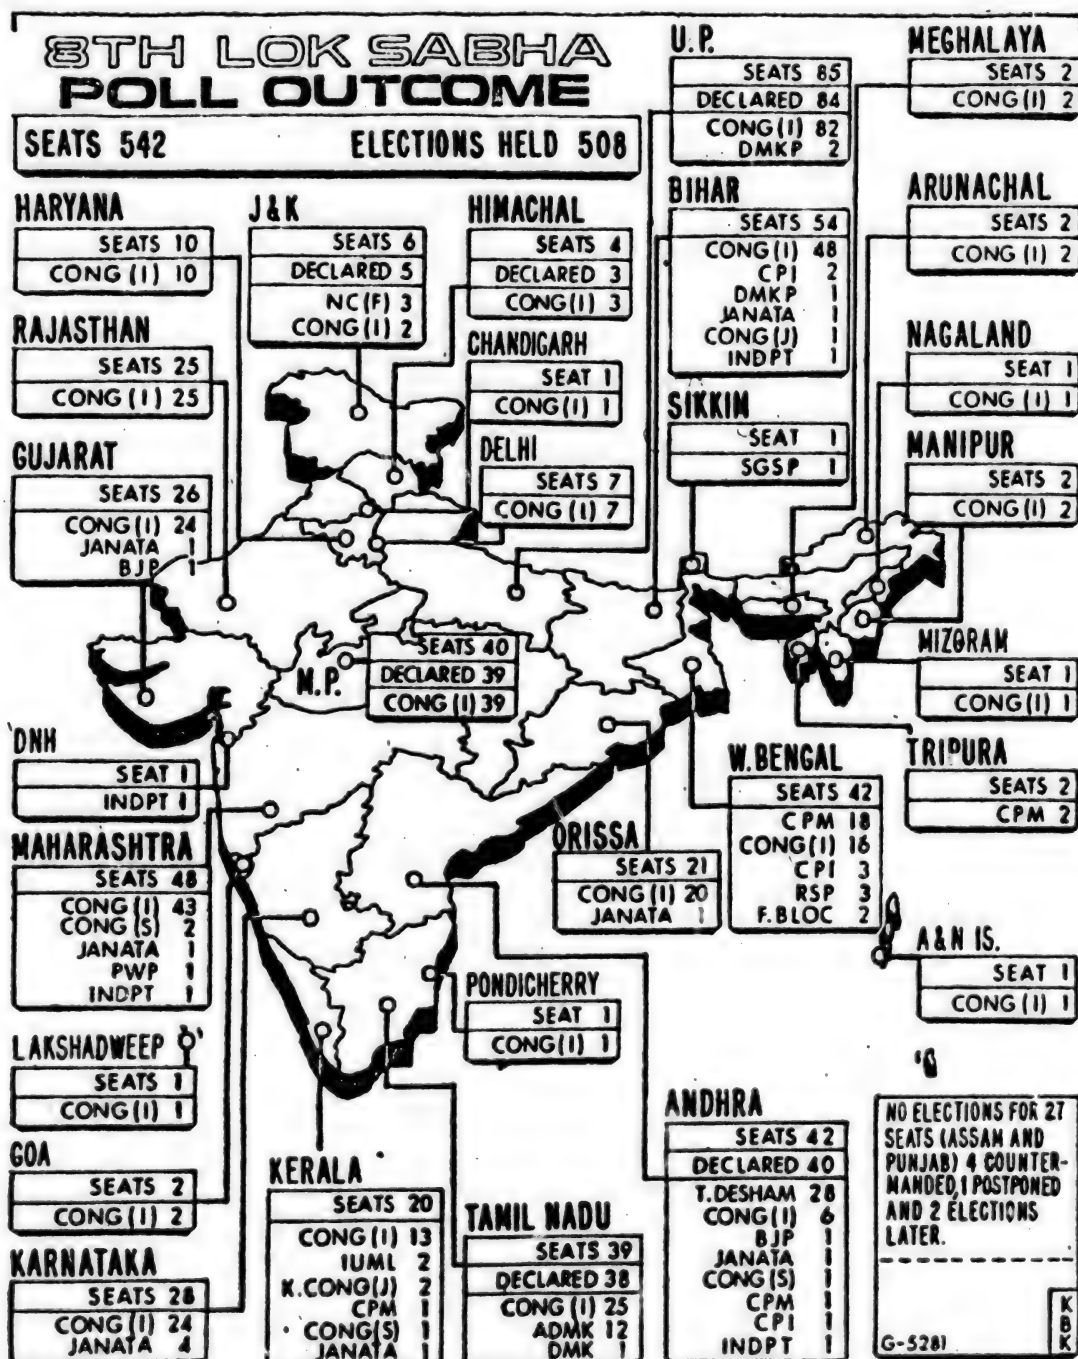 8TH LOK SABHA
POLL OUTCOME
SEATS 542 ELECTIONS HELD 508
U.P.
SEATS 85
DECLARED 84
CONG(I) 82
DMKP 2
MEGHALAYA
SEATS 2
CONG(I) 2
HARYANA
SEATS 10
CONG (I) 10
J & K
SEATS 6
DECLARED 5
NC(F) 3
CONG(I) 2
HIMACHAL
SEATS 4
DECLARED 3
CONG(I) 3
BIHAR
SEATS 54
CONG(I) 48
CPI 2
DMKP 1
JANATA 1
CONG(J) 1
INDPT 1
ARUNACHAL
SEATS 2
CONG (I) 2
RAJASTHAN
SEATS 25
CONG (I) 25
CHANDIGARH
SEAT 1
CONG(I) 1
NAGALAND
SEAT 1
CONG (I) 1
GUJARAT
SEATS 26
CONG(I) 24
JANATA 1
BJP 1
DELHI
SEATS 7
CONG (I) 7
SIKKIM
SEAT 1
SGSP 1
MANIPUR
SEATS 2
CONG(I) 2
M.P.
SEATS 40
DECLARED 39
CONG (I) 39
MIZORAM
SEAT 1
CONG(I) 1
DNH
SEAT 1
INDPT 1
W.BENGAL
SEATS 42
CPM 18
CONG(I) 16
CPI 3
RSP 3
F.BLOC 2
TRIPURA
SEATS 2
CPM 2
MAHARASHTRA
SEATS 48
CONG (I) 43
CONG (S) 2
JANATA 1
PWP 1
INDPT 1
ORISSA
SEATS 21
CONG(I) 20
JANATA 1
A & N IS.
SEAT 1
CONG (I) 1
PONDICHERRY
SEAT 1
CONG(I) 1
LAKSHADWEEP
SEATS 1
CONG(I) 1
GOA
SEATS 2
CONG(I) 2
KERALA
SEATS 20
CONG (I) 13
IUML 2
K.CONG(J) 2
CPM 1
CONG(S) 1
JANATA 1
TAMIL NADU
SEATS 39
DECLARED 38
CONG (I) 25
ADMK 12
DMK 1
ANDHRA
SEATS 42
DECLARED 40
T.DESHAM 28
CONG(I) 6
BJP 1
JANATA 1
CONG(S) 1
CPM 1
CPI 1
INDPT 1
NO ELECTIONS FOR 27
SEATS (ASSAM AND
PUNJAB) 4 COUNTER-
MANDED, 1 POSTPONED
AND 2 ELECTIONS
LATER.
KARNATAKA
SEATS 28
CONG(I) 24
JANATA 4
G-5281
K
B
K